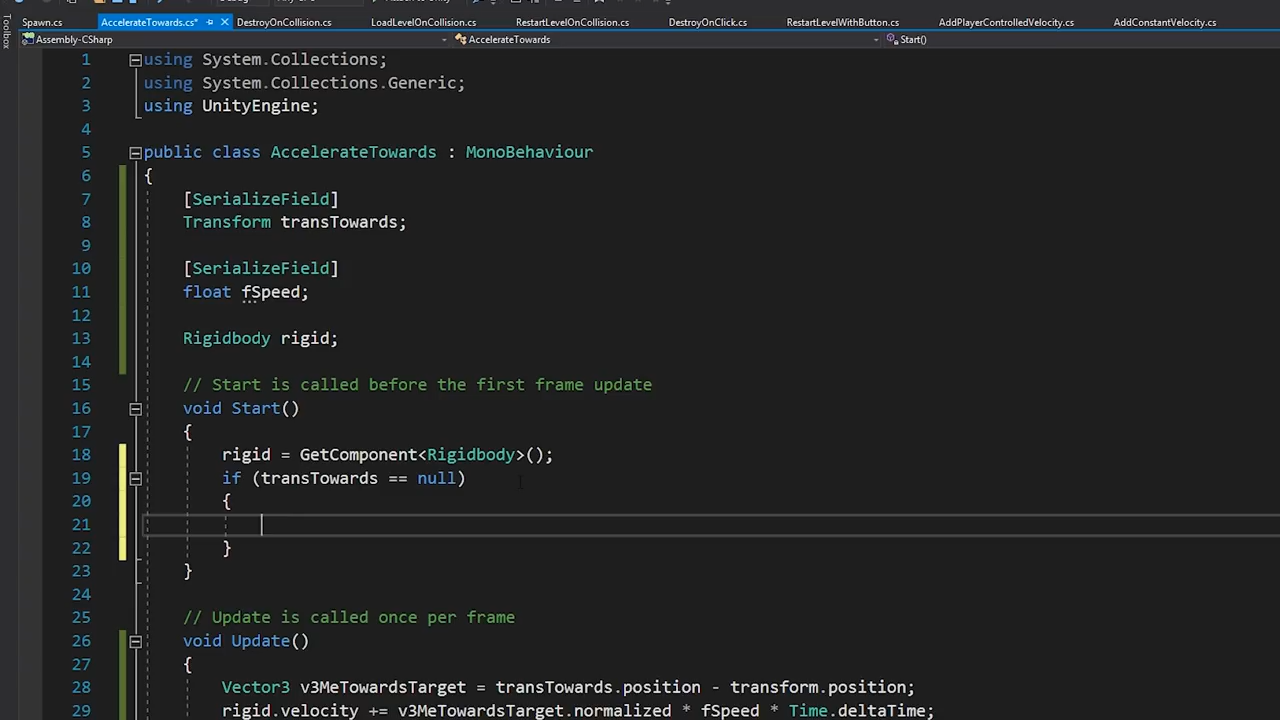 AccelerateTowards.cs* DestroyOnCollision.cs Spawn.cs LoadLevelOnCollision.cs RestartLevelOnCollision.cs DestroyOnClick.cs RestartLevelWithButton.cs AddPlayerControlledVelocity.cs AddConstantVelocity.cs
Toolbox
Assembly-CSharp AccelerateTowards Start()
1 using System.Collections;
2 using System.Collections.Generic;
3 using UnityEngine;
4
5 public class AccelerateTowards : MonoBehaviour
6 {
7 [SerializeField]
8 Transform transTowards;
9
10 [SerializeField]
11 float fSpeed;
12
13 Rigidbody rigid;
14
15 // Start is called before the first frame update
16 void Start()
17 {
18 rigid = GetComponent<Rigidbody>();
19 if (transTowards == null)
20 {
21
22 }
23 }
24
25 // Update is called once per frame
26 void Update()
27 {
28 Vector3 v3MeTowardsTarget = transTowards.position - transform.position;
29 rigid.velocity += v3MeTowardsTarget.normalized * fSpeed * Time.deltaTime;